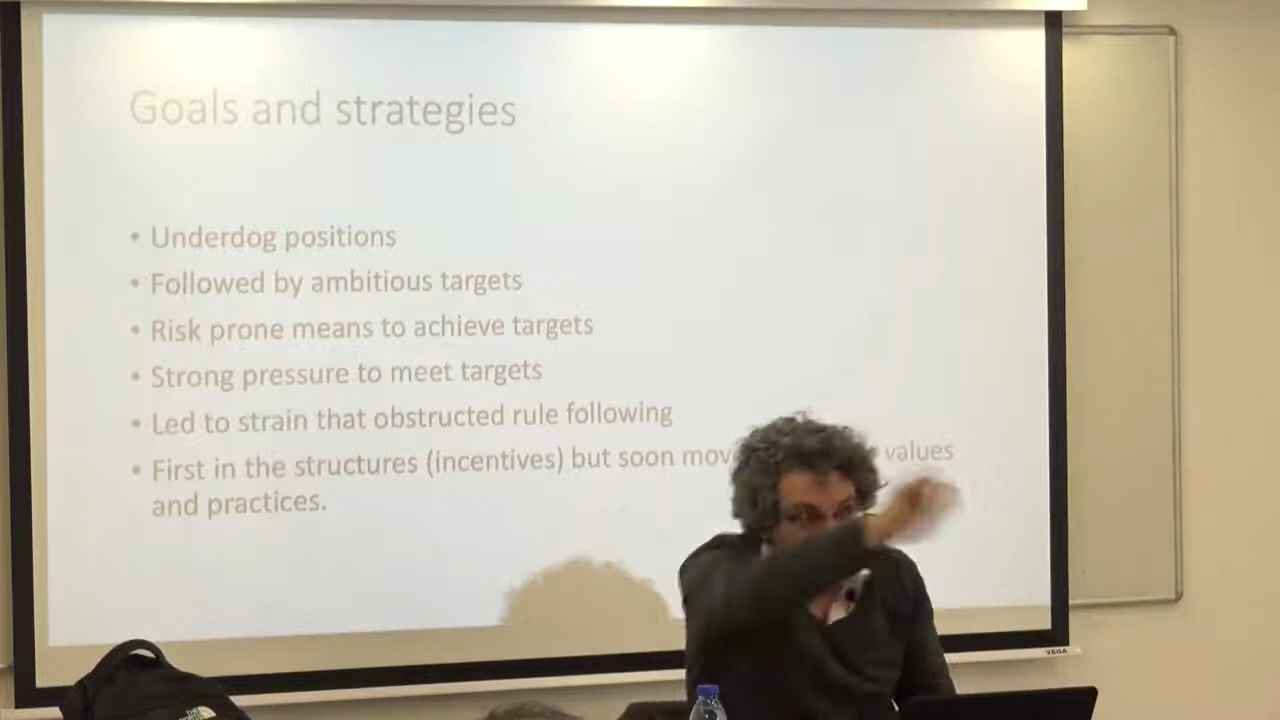 Goals and strategies
• Underdog positions
• Followed by ambitious targets
• Risk prone means to achieve targets
• Strong pressure to meet targets
• Led to strain that obstructed rule following
• First in the structures (incentives) but soon values
and practices.
VEGA